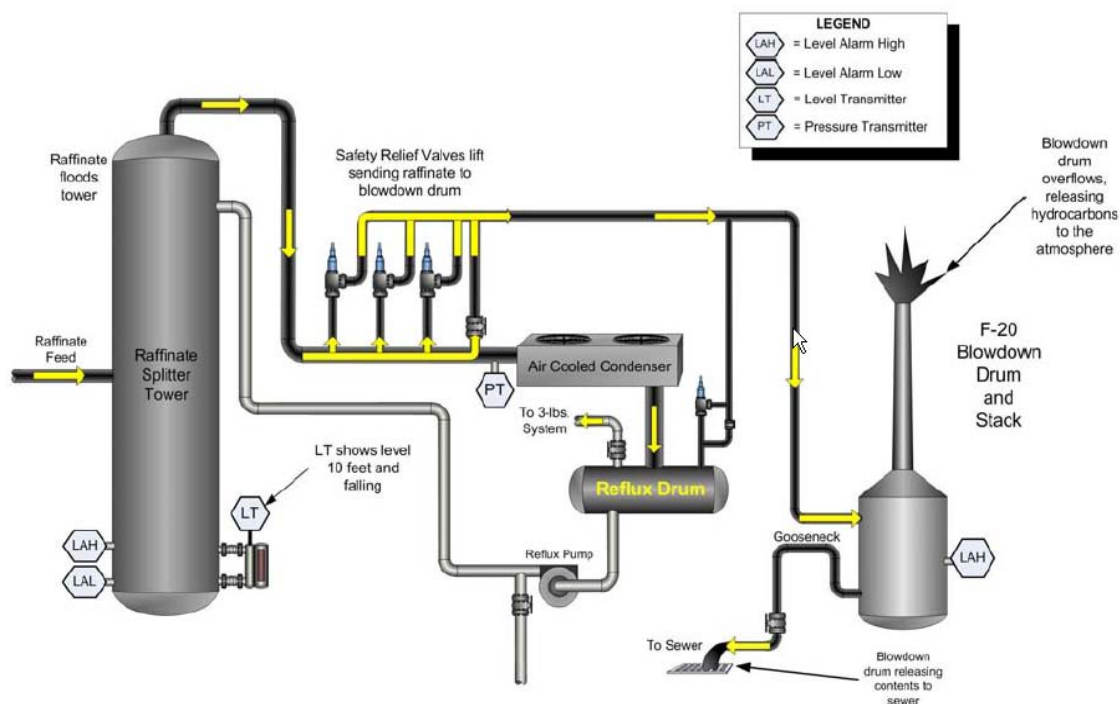 LEGEND
LAH = Level Alarm High
LAL = Level Alarm Low
LT = Level Transmitter
PT = Pressure Transmitter
Raffinate
floods
tower
Safety Relief Valves lift
sending raffinate to
blowdown drum
Blowdown
drum
overflows,
releasing
hydrocarbons
to the
atmosphere
Raffinate
Feed
Raffinate
Splitter
Tower
Air Cooled Condenser
PT
F-20
Blowdown
Drum
and
Stack
To 3-lbs.
System
LT shows level
10 feet and
falling
LT
Reflux Drum
LAH
LAL
Reflux Pump
Gooseneck
LAH
To Sewer
Blowdown
drum releasing
contents to
sewer